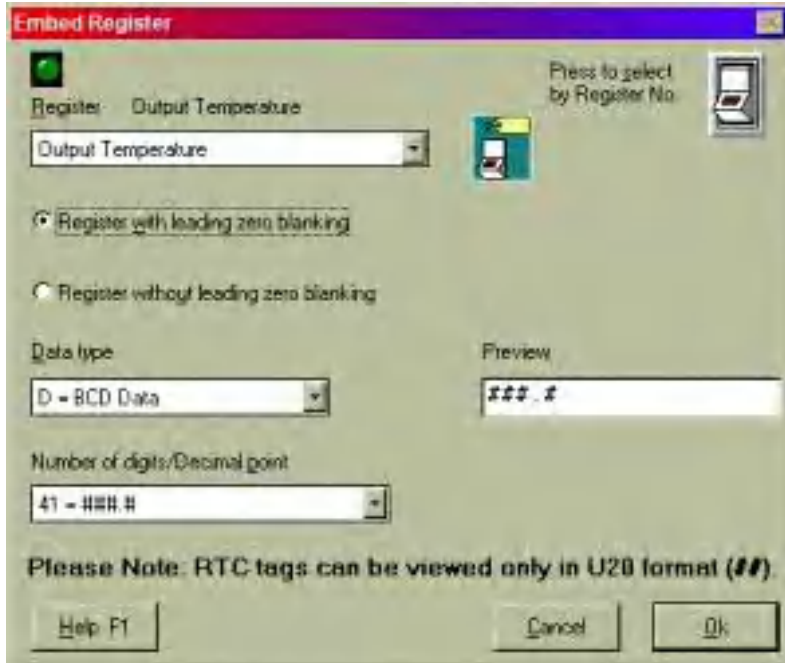 Embed Register
Press to select
by Register No.
Register Output Temperature
Output Temperature
Register with leading zero blanking
Register without leading zero blanking
Data type
Preview
D = BCD Data
###.#
Number of digits/Decimal point
41 = ###.#
Please Note: RTC tags can be viewed only in U20 format (##).
Help F1
Cancel
Ok